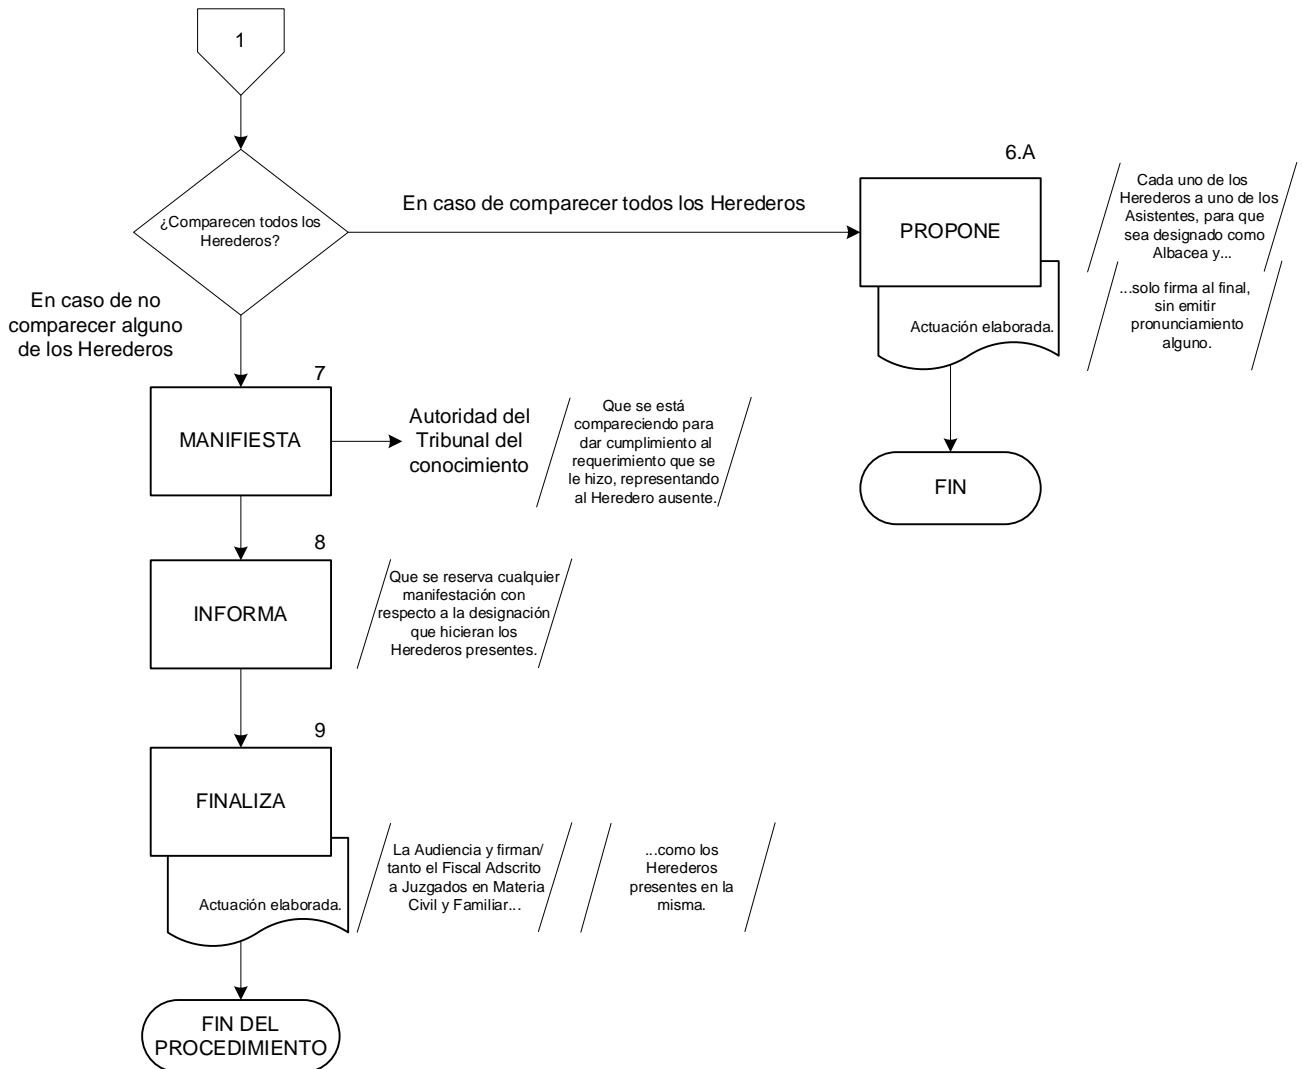 1
¿Comparecen todos los
Herederos?
En caso de comparecer todos los Herederos
6.A
PROPONE
Actuación elaborada.
Cada uno de los
Herederos a uno de los
Asistentes, para que
sea designado como
Albacea y...
...solo firma al final,
sin emitir
pronunciamiento
alguno.
FIN
En caso de no
comparecer alguno
de los Herederos
7
MANIFIESTA
Autoridad del
Tribunal del
conocimiento
Que se está
compareciendo para
dar cumplimiento al
requerimiento que se
le hizo, representando
al Heredero ausente.
8
INFORMA
Que se reserva cualquier
manifestación con
respecto a la designación
que hicieran los
Herederos presentes.
9
FINALIZA
Actuación elaborada.
La Audiencia y firman
tanto el Fiscal Adscrito
a Juzgados en Materia
Civil y Familiar...
...como los
Herederos
presentes en la
misma.
FIN DEL
PROCEDIMIENTO